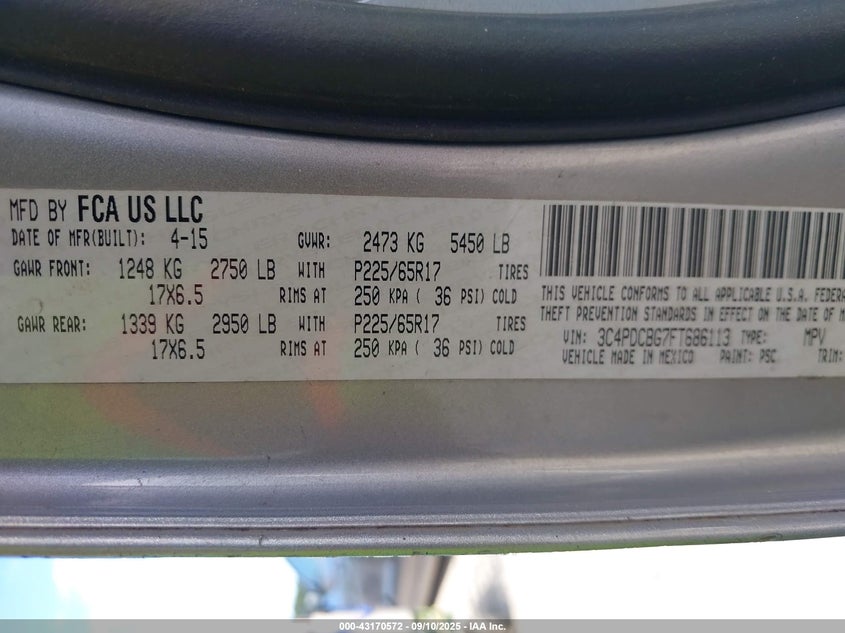 MFD BY FCA US LLC
DATE OF MFR(BUILT): 4-15 GVWR: 2473 KG 5450 LB
GAWR FRONT: 1248 KG 2750 LB WITH P225/65R17 TIRES
17X6.5 RIMS AT 250 KPA ( 36 PSI) COLD
GAWR REAR: 1339 KG 2950 LB WITH P225/65R17 TIRES
17X6.5 RIMS AT 250 KPA ( 36 PSI) COLD
THIS VEHICLE CONFORMS TO ALL APPLICABLE U.S.A. FEDERA
THEFT PREVENTION STANDARDS IN EFFECT ON THE DATE OF M
VIN: 3C4PDCBG7FT686113 TYPE: MPV
VEHICLE MADE IN MEXICO PAINT: PSC TRIM:
000-43170572 - 09/10/2025 - IAA Inc.